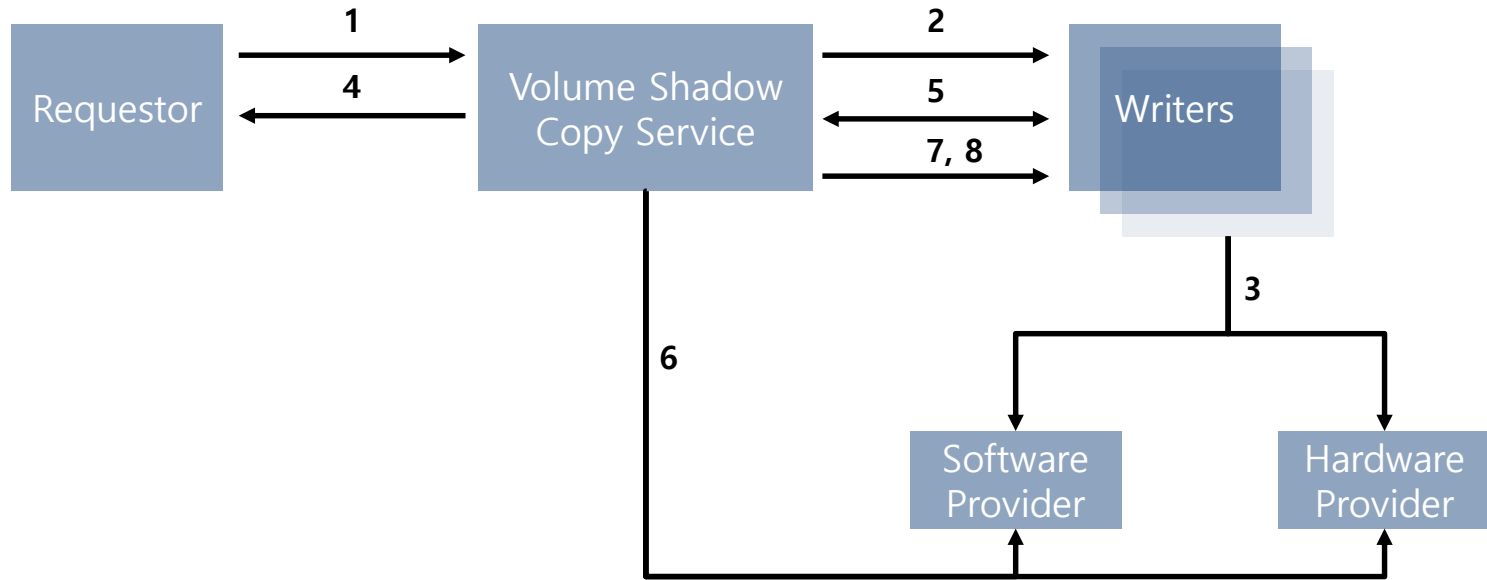 1
2
Requestor
4
Volume Shadow
Copy Service
5
Writers
7, 8
3
6
Software
Provider
Hardware
Provider